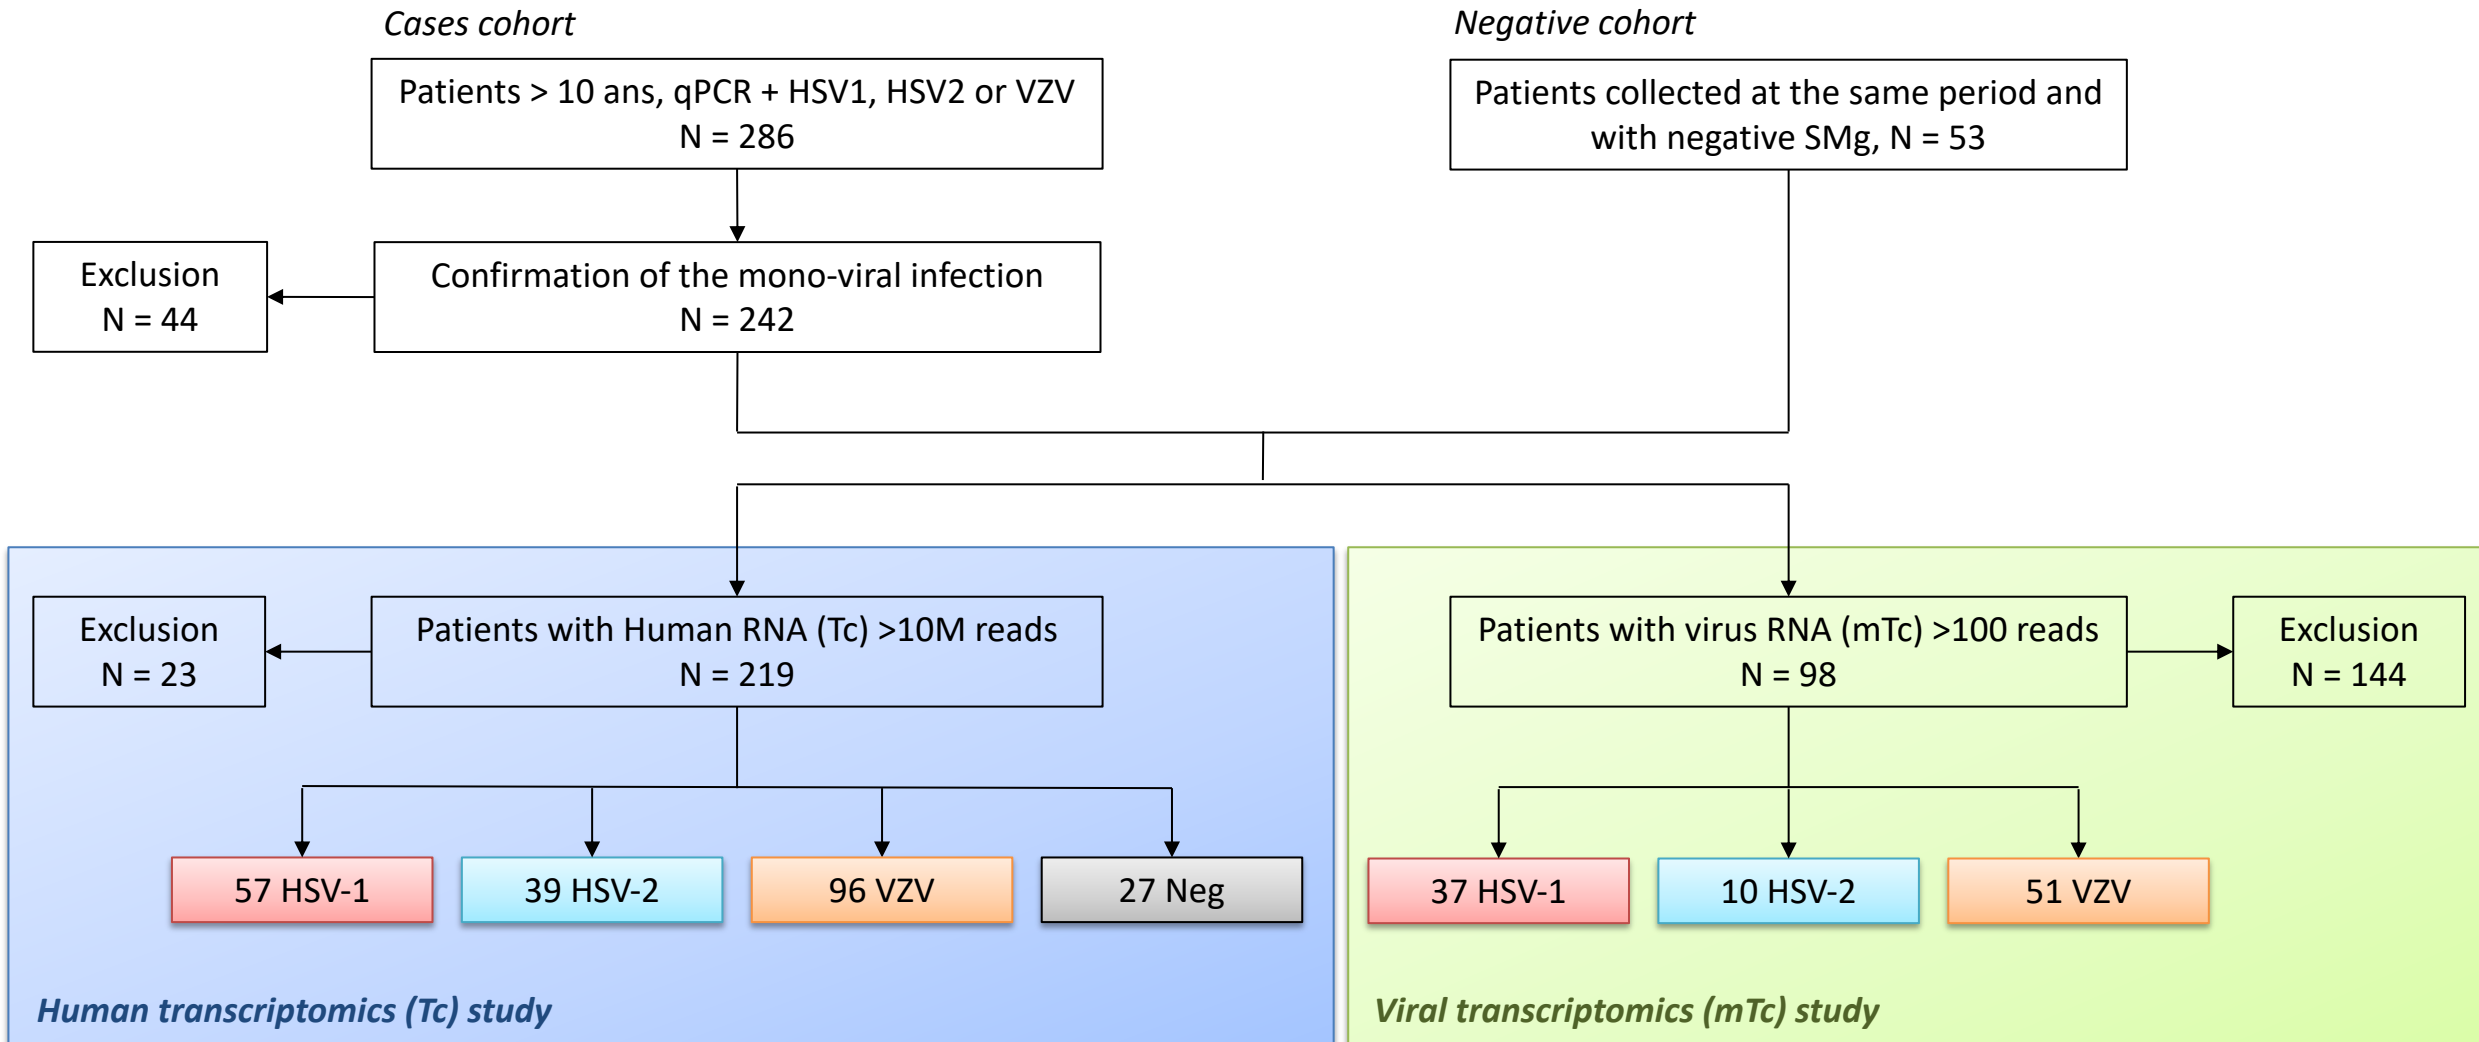 Cases cohort
Negative cohort
Patients > 10 ans, qPCR + HSV1, HSV2 or VZV
N = 286
Patients collected at the same period and
with negative SMg, N = 53
Exclusion
N = 44
Confirmation of the mono-viral infection
N = 242
Exclusion
N = 23
Patients with Human RNA (Tc) >10M reads
N = 219
Patients with virus RNA (mTc) >100 reads
N = 98
Exclusion
N = 144
57 HSV-1
39 HSV-2
96 VZV
27 Neg
37 HSV-1
10 HSV-2
51 VZV
Human transcriptomics (Tc) study
Viral transcriptomics (mTc) study